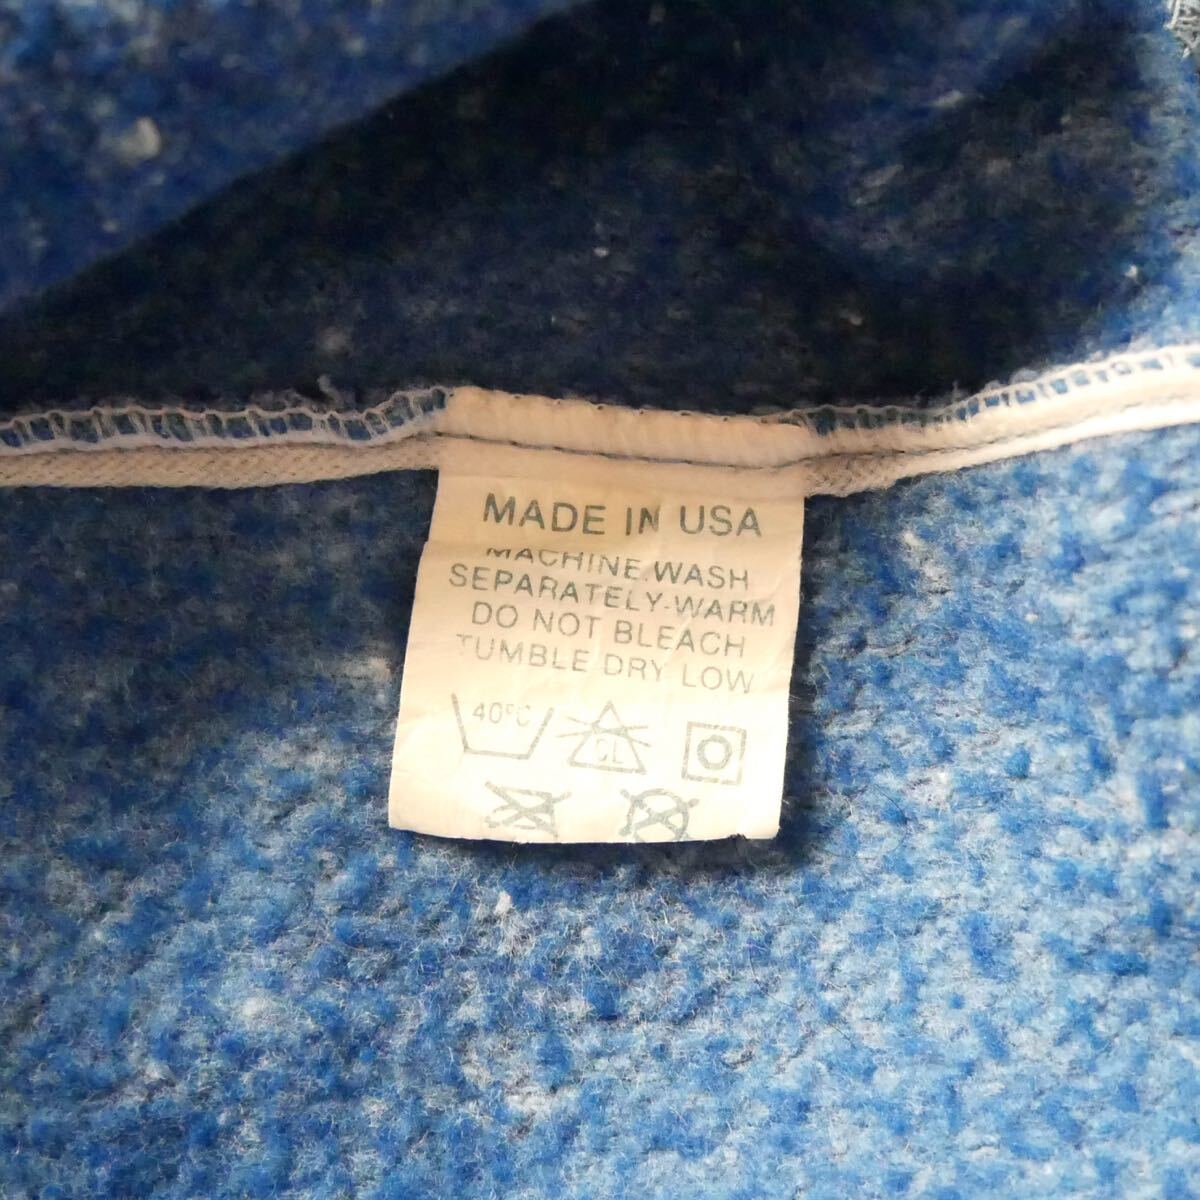 MADE IN USA
MACHINE WASH
SEPARATELY-WARM
DO NOT BLEACH
TUMBLE DRY LOW
40°C CL